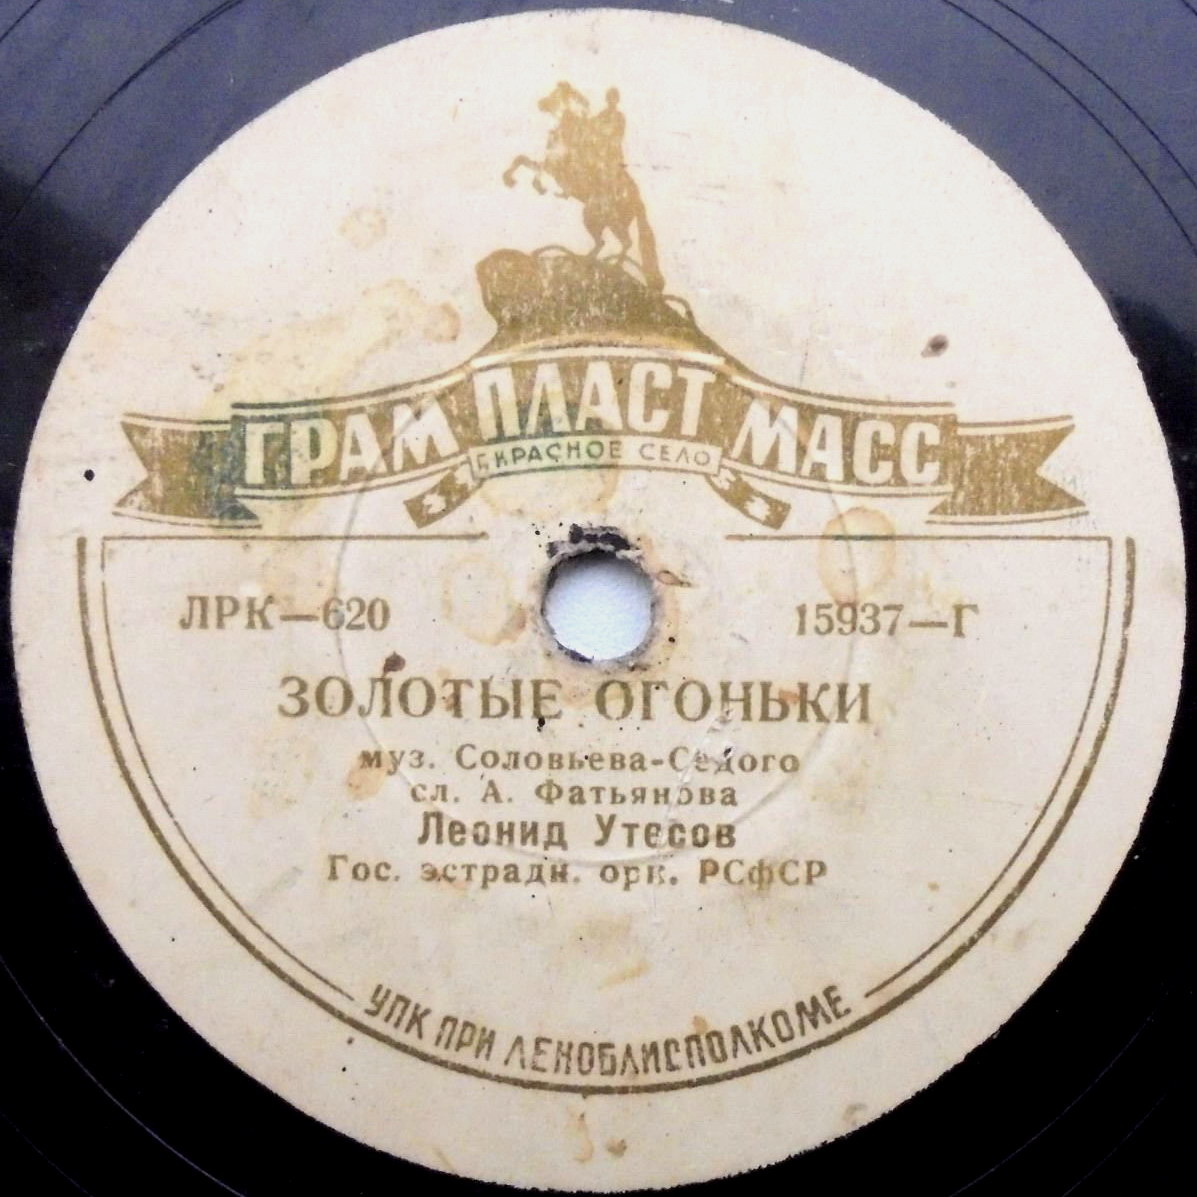 ГРАМ ПЛАСТ МАСС
Г. КРАСНОЕ СЕЛО
ЛРК—620
15937—Г
ЗОЛОТЫЕ ОГОНЬКИ
муз. Соловьева-Седого
сл. А. Фатьянова
Леонид Утесов
Гос. эстрадн. орк. РСФСР
УПК ПРИ ЛЕНОБЛИСПОЛКОМЕ